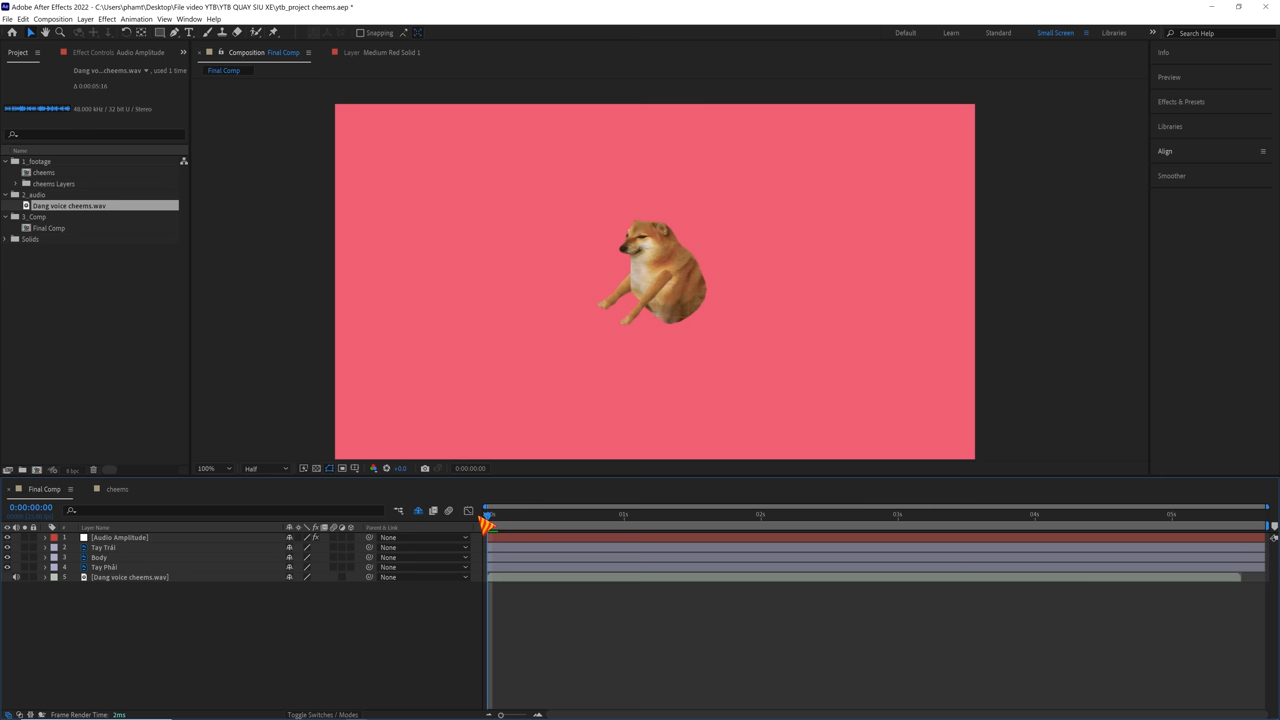 Adobe After Effects 2022 - C:\Users\phamt\Desktop\File video YTB\YTB QUAY SIU XE\ytb_project cheems.aep *
File Edit Composition Layer Effect Animation View Window Help
Snapping
Default Learn Standard Small Screen Libraries Search Help
Project Effect Controls: Audio Amplitude
Composition Final Comp Layer Medium Red Solid 1
Final Comp
Dang vo...cheems.wav , used 1 time
Δ 0:00:05:16
48.000 kHz / 32 bit U / Stereo
Name
1_footage
cheems
cheems Layers
2_audio
Dang voice cheems.wav
3_Comp
Final Comp
Solids
Info
Preview
Effects & Presets
Libraries
Align
Smoother
8 bpc
100% Half +0.0 0:00:00:00
Final Comp cheems
0:00:00:00
# Layer Name Parent & Link
01s 02s 03s 04s 05s
1 [Audio Amplitude] None
2 Tay Trái None
3 Body None
4 Tay Phải None
5 [Dang voice cheems.wav] None
Frame Render Time: 2ms Toggle Switches / Modes